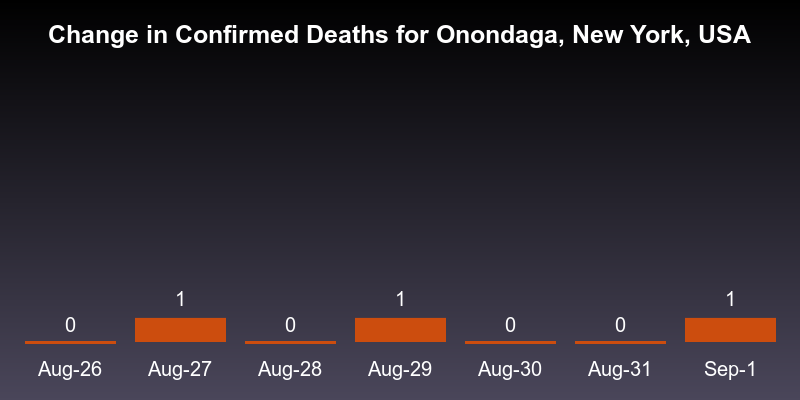 Change in Confirmed Deaths for Onondaga, New York, USA
1 1 1
0 0 0 0
Aug-26 Aug-27 Aug-28 Aug-29 Aug-30 Aug-31 Sep-1